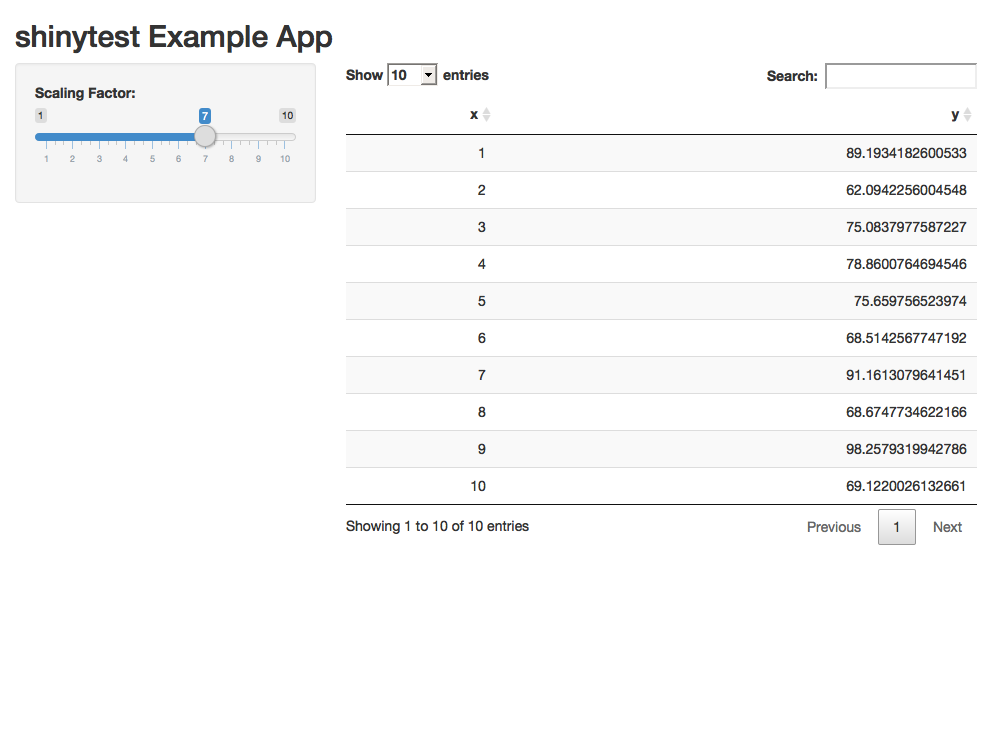 shinytest Example App
Scaling Factor:
1 7 10
1 2 3 4 5 6 7 8 9 10
Show 10 entries Search:
x y
1 89.1934182600533
2 62.0942256004548
3 75.0837977587227
4 78.8600764694546
5 75.659756523974
6 68.5142567747192
7 91.1613079641451
8 68.6747734622166
9 98.2579319942786
10 69.1220026132661
Showing 1 to 10 of 10 entries Previous 1 Next